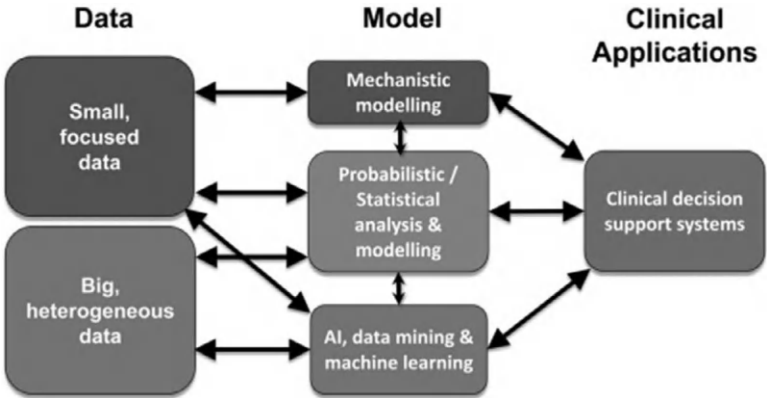 Data
Model
Clinical
Applications
Small,
focused
data
Big,
heterogeneous
data
Mechanistic
modelling
Probabilistic /
Statistical
analysis &
modelling
AI, data mining &
machine learning
Clinical decision
support systems